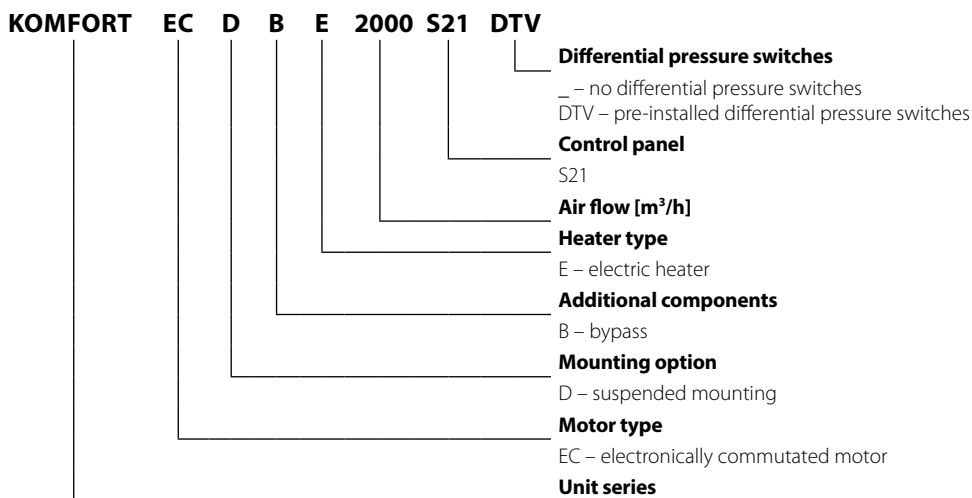 KOMFORT EC D B E 2000 S21 DTV
Differential pressure switches
_ – no differential pressure switches
DTV – pre-installed differential pressure switches
Control panel
S21
Air flow [m³/h]
Heater type
E – electric heater
Additional components
B – bypass
Mounting option
D – suspended mounting
Motor type
EC – electronically commutated motor
Unit series